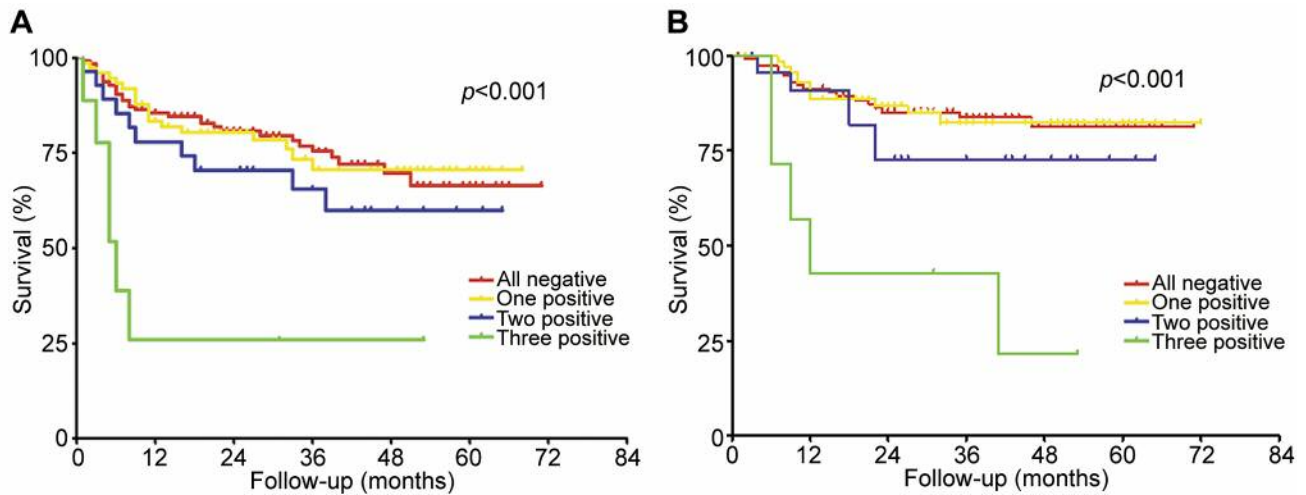 A
100
75
50
25
0
Survival (%)
p<0.001
All negative
One positive
Two positive
Three positive
0 12 24 36 48 60 72 84
Follow-up (months)
B
100
75
50
25
0
Survival (%)
p<0.001
All negative
One positive
Two positive
Three positive
0 12 24 36 48 60 72 84
Follow-up (months)